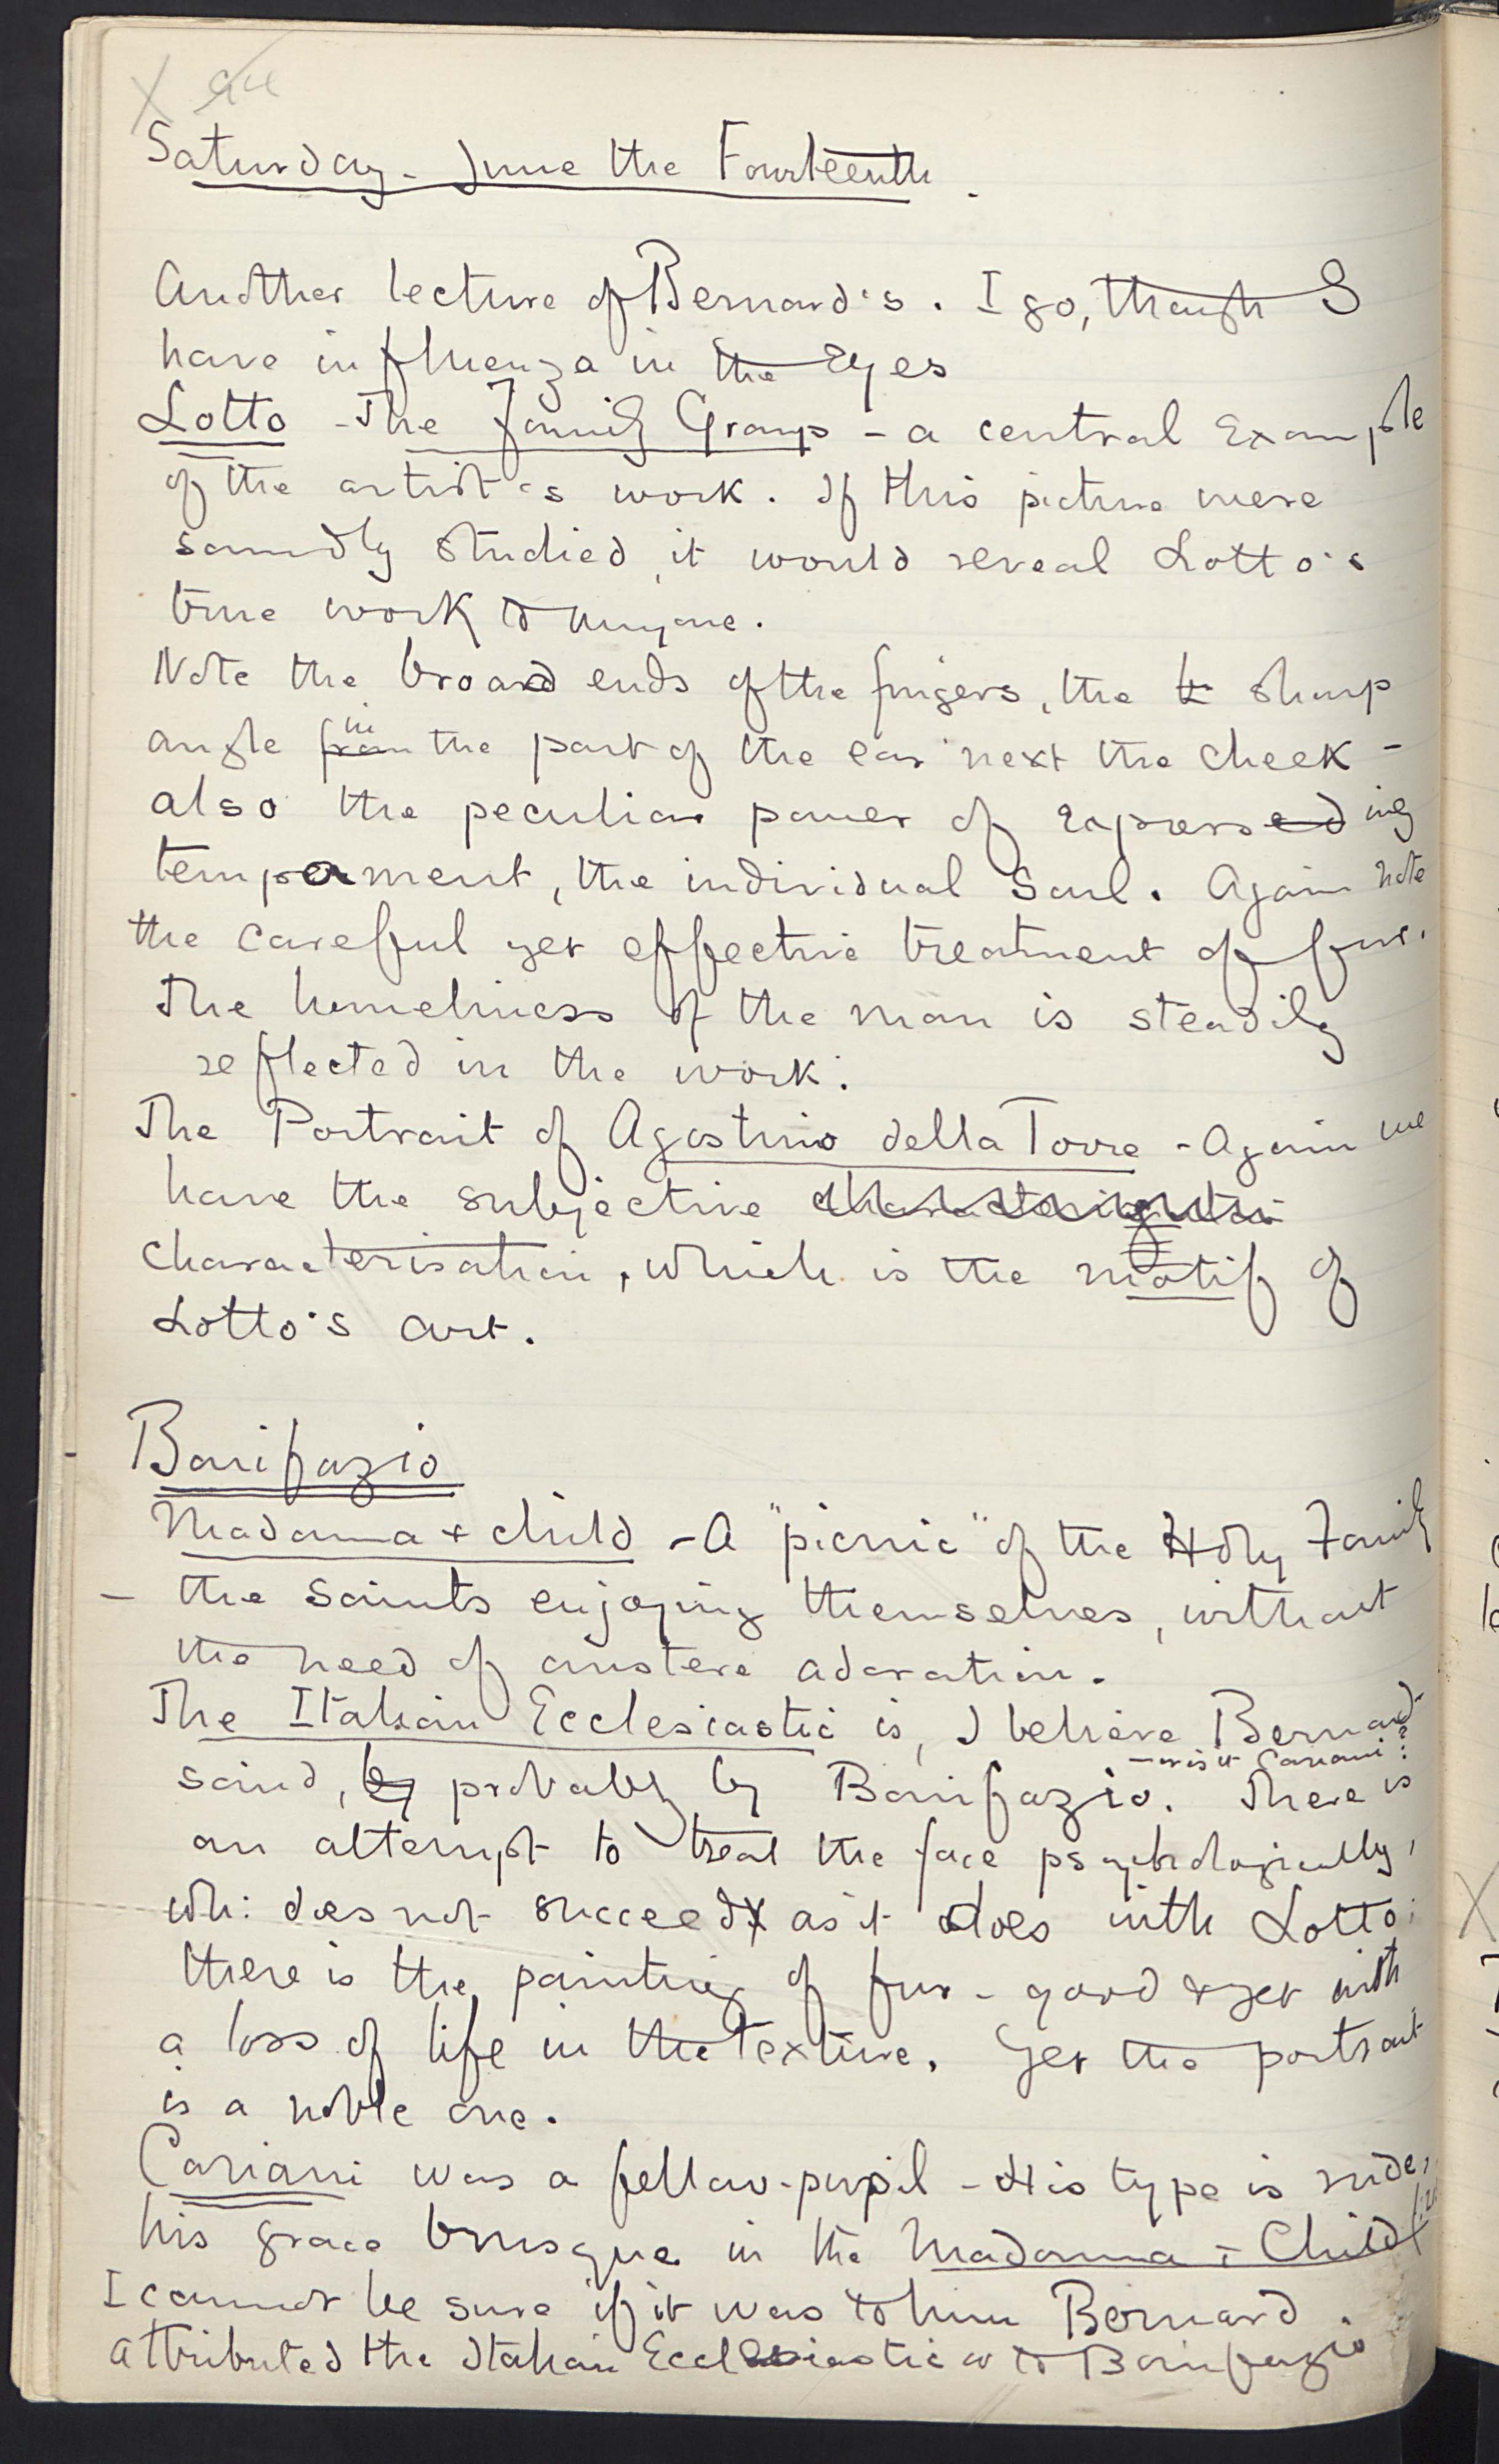 Saturday - June the Fourteenth.
Another lecture of Bernard's. I go, though I
have influenza in the Eyes
Lotto - The Family Group - a central Example
of the artist's work. If this picture were
soundly studied, it would reveal Lotto's
true work to anyone.
Note the broad ends of the fingers, the sharp
angle from in the part of the ear next the cheek -
also the peculiar power of expresseding
temperment, the individual Soul. Again note
the careful yet effective treatment of fur.
The homeliness of the man is steadily
reflected in the work.
The Portrait of Agostino della Torre - Again we
have the subjective characterization
characterisation, which is the motif of
Lotto's art.
Bonifazio
Madonna + child - A "picnic" of the Holy Family
- the saints enjoying themselves, without
the need of austere adoration.
The Italian Ecclesiastic is, I believe Bernard
- or is it Cariani?
said, by probably by Bonifazio. There is
an attempt to treat the face psychologically,
wh: does not succeed as it does with Lotto:
there is the painting of fur - good & yet with
a loss of life in the texture. Yet the portrait
is a noble one.
Cariani was a fellow-pupil - His type is rude,
his grace brusque in the Madonna + Child
I cannot be sure if it was to him Bernard
attributed the Italian Ecclesiastic or to Bonifazio